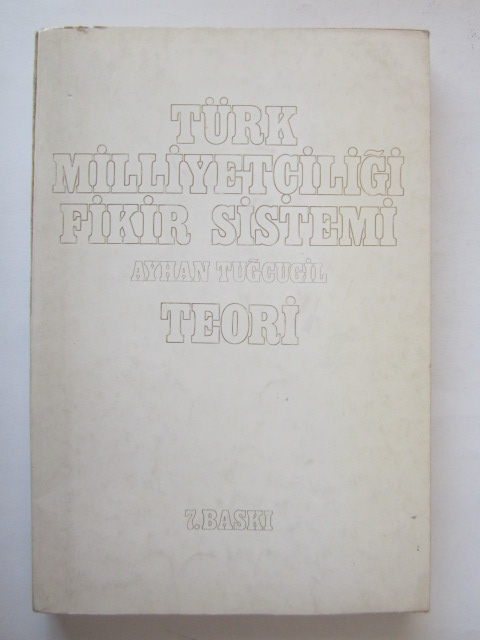 TÜRK
MİLLİYETÇİLİĞİ
FİKİR SİSTEMİ
AYHAN TUĞCUGİL
TEORİ
7. BASKI